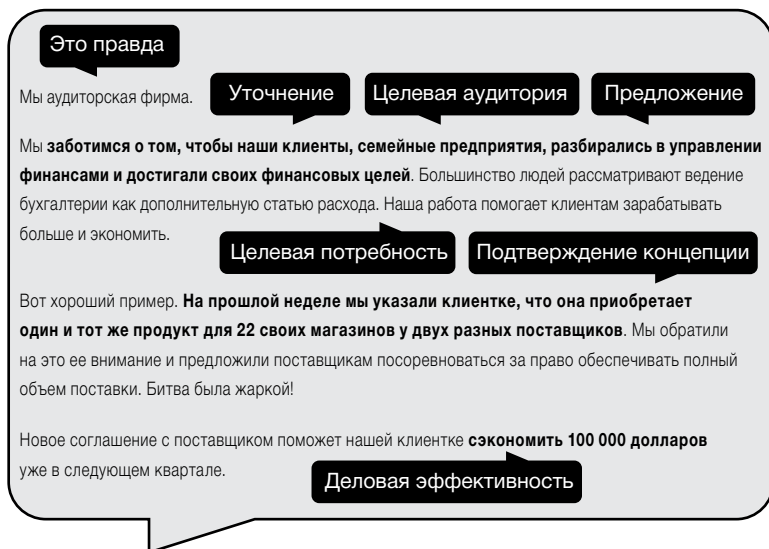 Это правда
Мы аудиторская фирма.
Уточнение
Целевая аудитория
Предложение
Мы заботимся о том, чтобы наши клиенты, семейные предприятия, разбирались в управлении
финансами и достигали своих финансовых целей. Большинство людей рассматривают ведение
бухгалтерии как дополнительную статью расхода. Наша работа помогает клиентам зарабатывать
больше и экономить.
Целевая потребность
Подтверждение концепции
Вот хороший пример. На прошлой неделе мы указали клиентке, что она приобретает
один и тот же продукт для 22 своих магазинов у двух разных поставщиков. Мы обратили
на это ее внимание и предложили поставщикам посоревноваться за право обеспечивать полный
объем поставки. Битва была жаркой!
Новое соглашение с поставщиком поможет нашей клиентке сэкономить 100 000 долларов
уже в следующем квартале.
Деловая эффективность